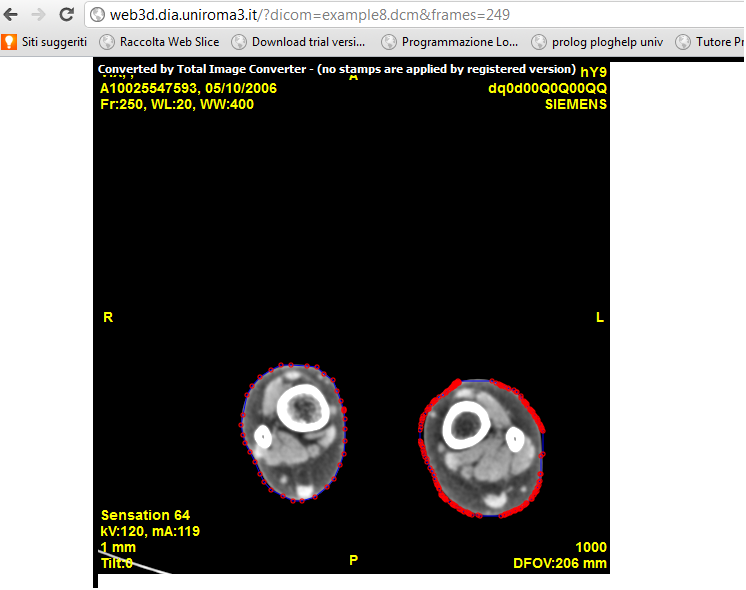 web3d.dia.uniroma3.it/?dicom=example8.dcm&frames=249
Siti suggeriti Raccolta Web Slice Download trial versi... Programmazione Lo... prolog ploghelp univ Tutore Pr
Converted by Total Image Converter - (no stamps are applied by registered version) hY9
A
A10025547593, 05/10/2006 dq0d00Q0Q00QQ
Fr:250, WL:20, WW:400 SIEMENS
R L
Sensation 64
kV:120, mA:119
1 mm 1000
Tilt:0 P DFOV:206 mm